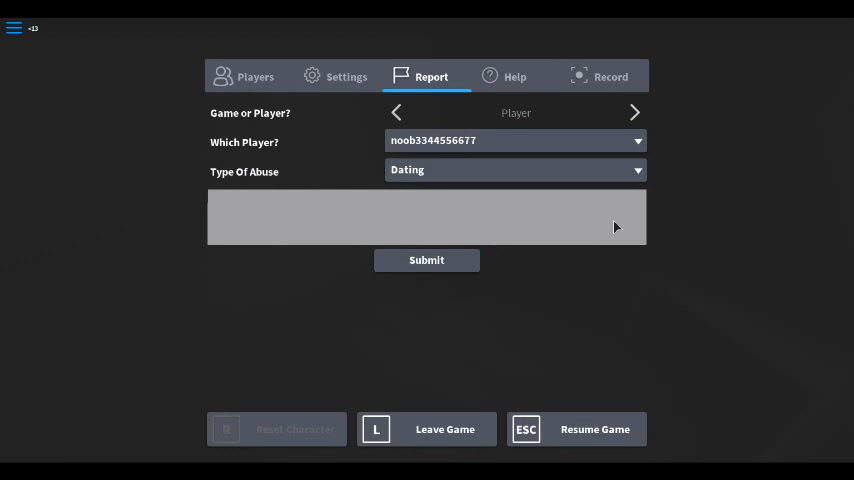 <13
Players Settings Report Help Record
Game or Player? Player
Which Player? noob3344556677
Type Of Abuse Dating
Submit
R Reset Character L Leave Game ESC Resume Game